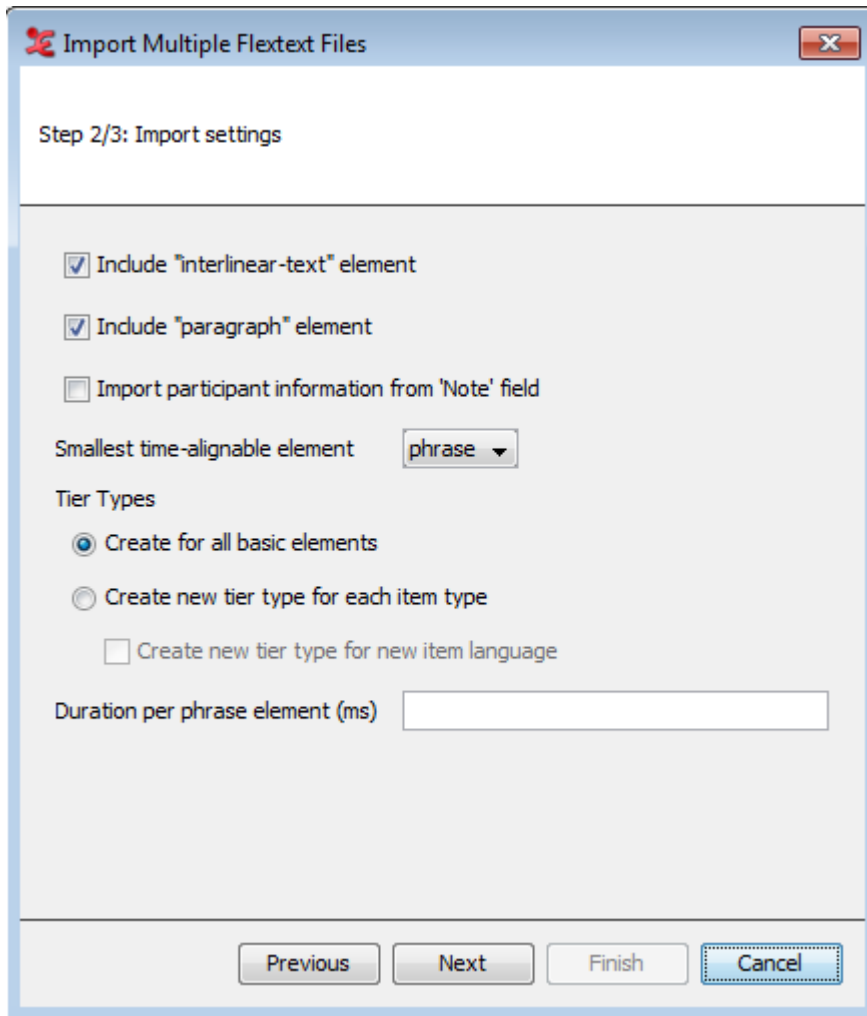 Import Multiple Flextext Files
Step 2/3: Import settings
Include "interlinear-text" element
Include "paragraph" element
Import participant information from 'Note' field
Smallest time-alignable element phrase
Tier Types
Create for all basic elements
Create new tier type for each item type
Create new tier type for new item language
Duration per phrase element (ms)
Previous Next Finish Cancel